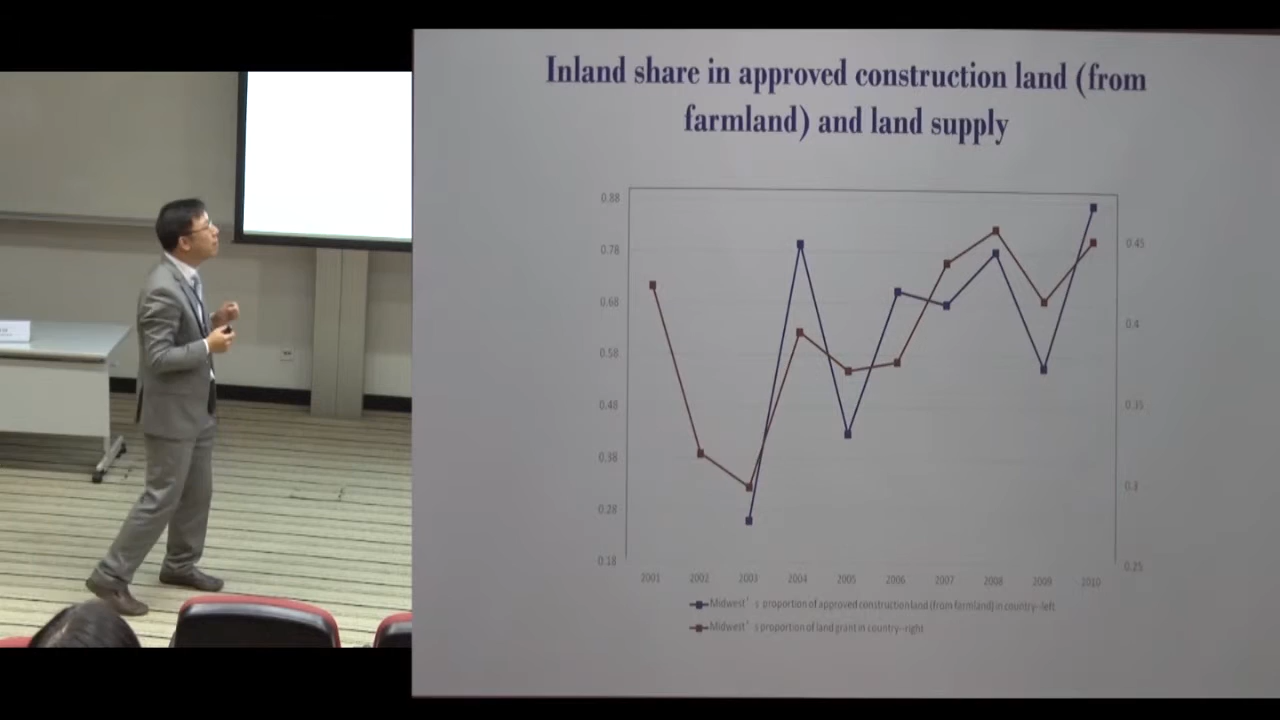 Inland share in approved construction land (from
farmland) and land supply
0.88
0.78
0.68
0.58
0.48
0.38
0.28
0.18
0.45
0.4
0.35
0.3
0.25
2001 2002 2003 2004 2005 2006 2007 2008 2009 2010
Midwest's proportion of approved construction land (from farmland) in country--left
Midwest's proportion of land grant in country--right